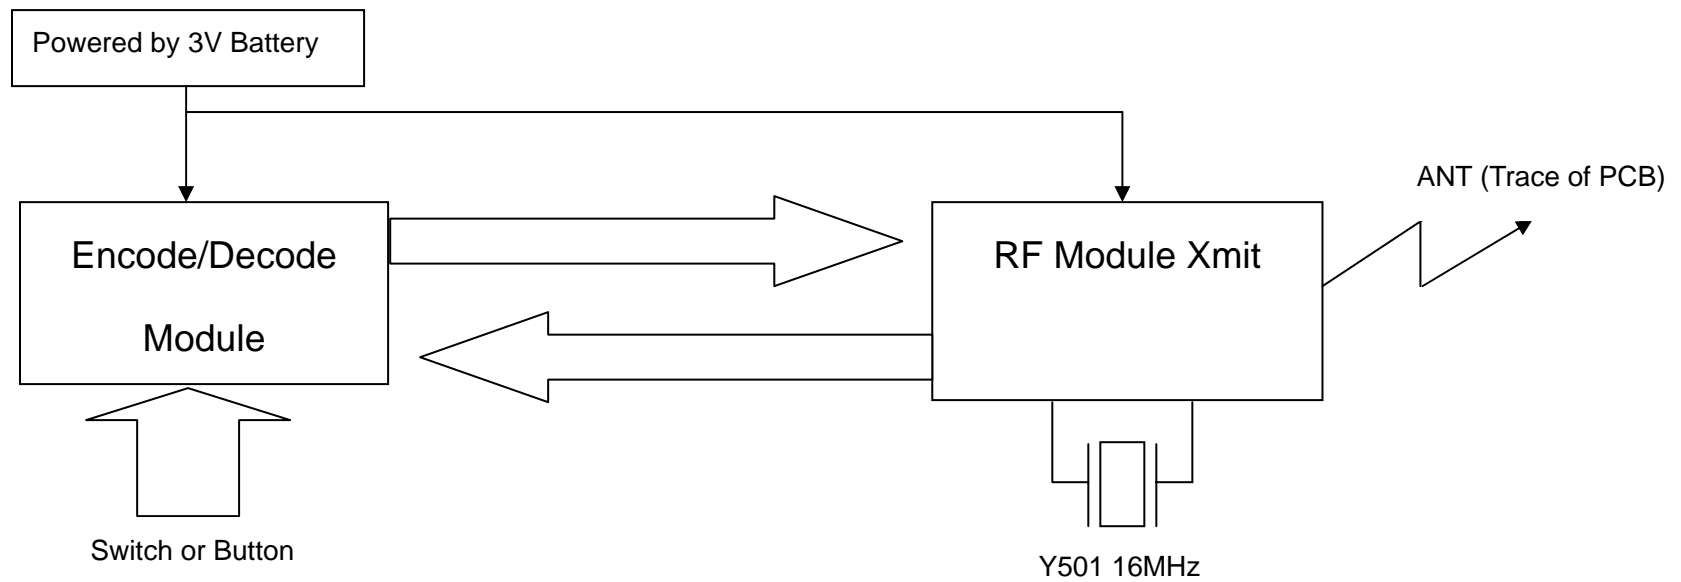 Powered by 3V Battery
ANT (Trace of PCB)
Encode/Decode
Module
RF Module Xmit
Switch or Button
Y501 16MHz